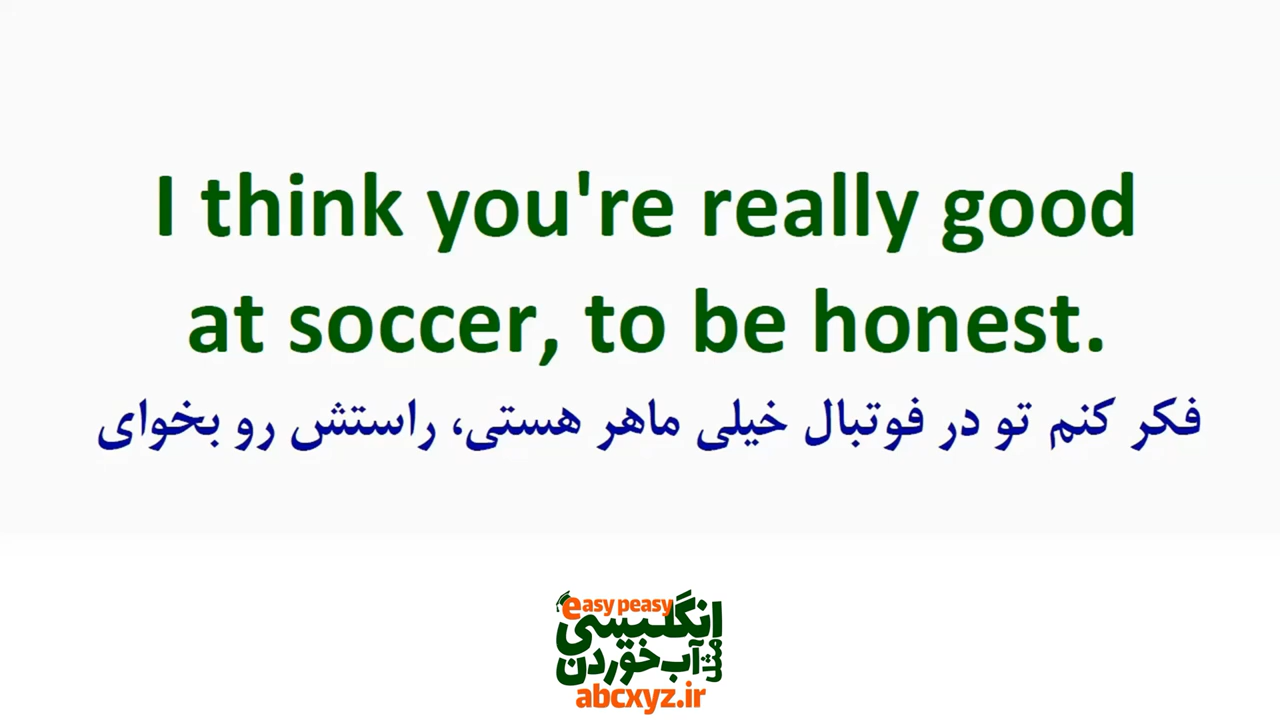 I think you're really good
at soccer, to be honest.
فکر کنم تو در فوتبال خیلی ماهر هستی، راستش رو بخوای
easy peasy
انگلیسی
مثل آب خوردن
abcxyz.ir